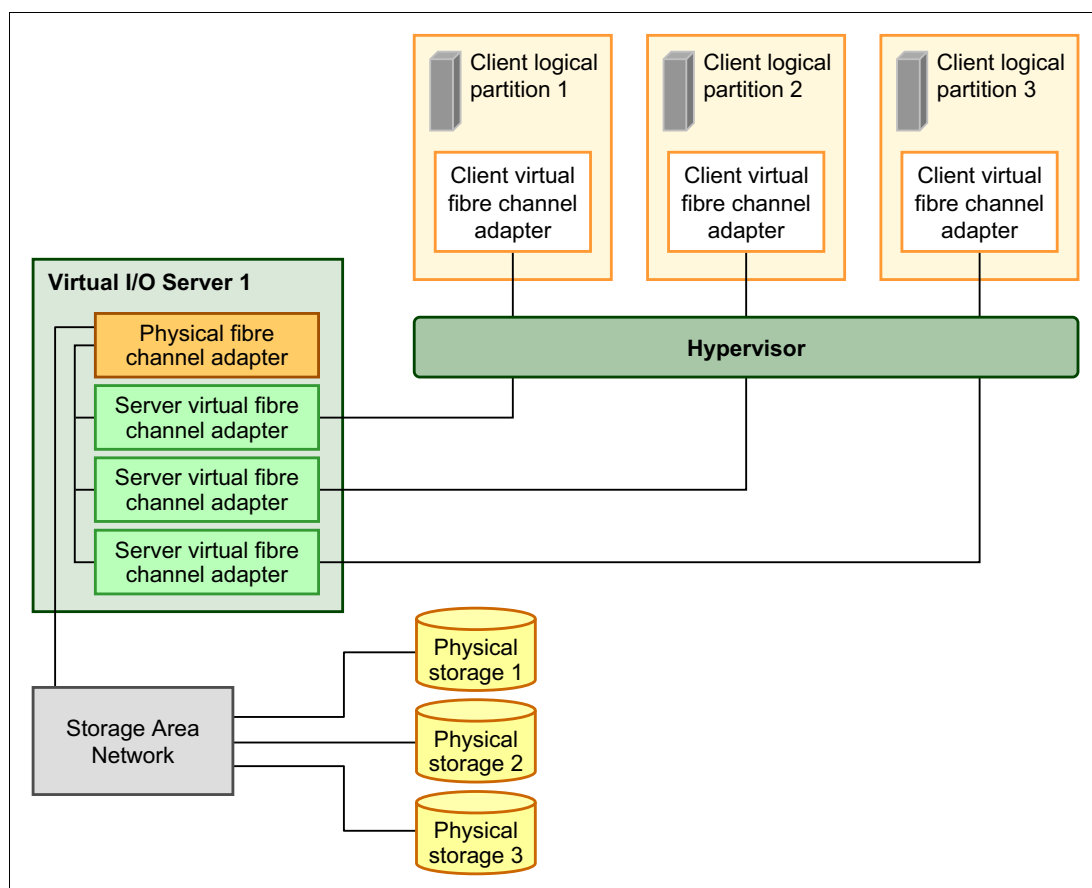 Client logical
partition 1
Client logical
partition 2
Client logical
partition 3
Client virtual
fibre channel
adapter
Client virtual
fibre channel
adapter
Client virtual
fibre channel
adapter
Virtual I/O Server 1
Physical fibre
channel adapter
Hypervisor
Server virtual fibre
channel adapter
Server virtual fibre
channel adapter
Server virtual fibre
channel adapter
Storage Area
Network
Physical
storage 1
Physical
storage 2
Physical
storage 3